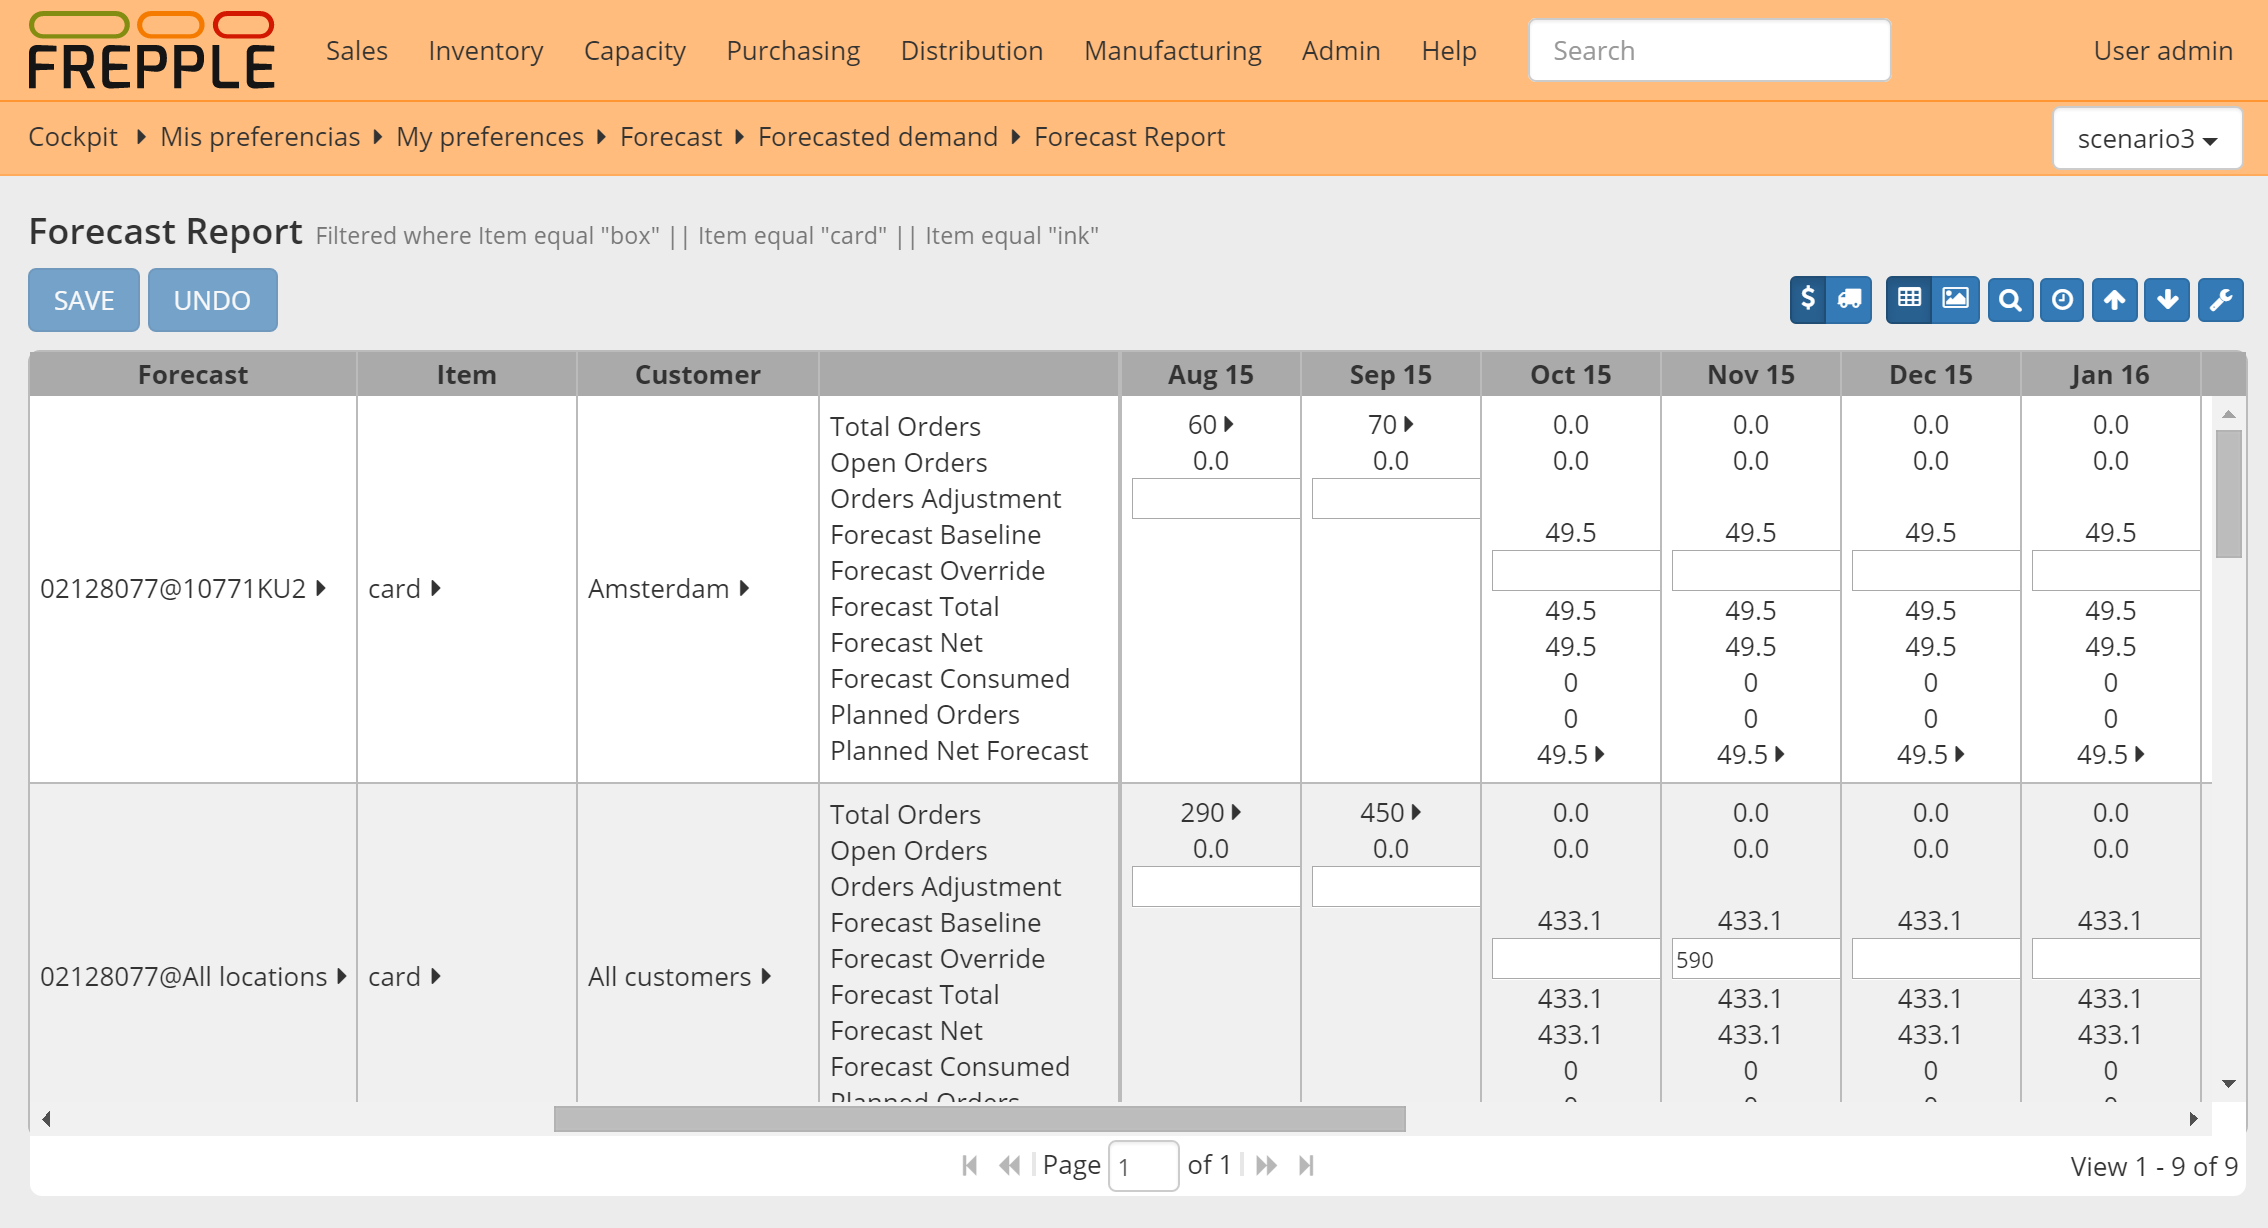 FREPPLE Sales Inventory Capacity Purchasing Distribution Manufacturing Admin Help Search User admin
Cockpit Mis preferencias My preferences Forecast Forecasted demand Forecast Report scenario3
Forecast Report Filtered where Item equal "box" || Item equal "card" || Item equal "ink"
SAVE UNDO $
Forecast Item Customer Aug 15 Sep 15 Oct 15 Nov 15 Dec 15 Jan 16
Total Orders 60 70 0.0 0.0 0.0 0.0
Open Orders 0.0 0.0 0.0 0.0 0.0 0.0
Orders Adjustment
Forecast Baseline 49.5 49.5 49.5 49.5
Forecast Override
02128077@10771KU2 card Amsterdam
Forecast Total 49.5 49.5 49.5 49.5
Forecast Net 49.5 49.5 49.5 49.5
Forecast Consumed 0 0 0 0
Planned Orders 0 0 0 0
Planned Net Forecast 49.5 49.5 49.5 49.5
Total Orders 290 450 0.0 0.0 0.0 0.0
Open Orders 0.0 0.0 0.0 0.0 0.0 0.0
Orders Adjustment
Forecast Baseline 433.1 433.1 433.1 433.1
Forecast Override 590
02128077@All locations card All customers
Forecast Total 433.1 433.1 433.1 433.1
Forecast Net 433.1 433.1 433.1 433.1
Forecast Consumed 0 0 0 0
Planned Orders 0 0 0 0
Page 1 of 1 View 1 - 9 of 9